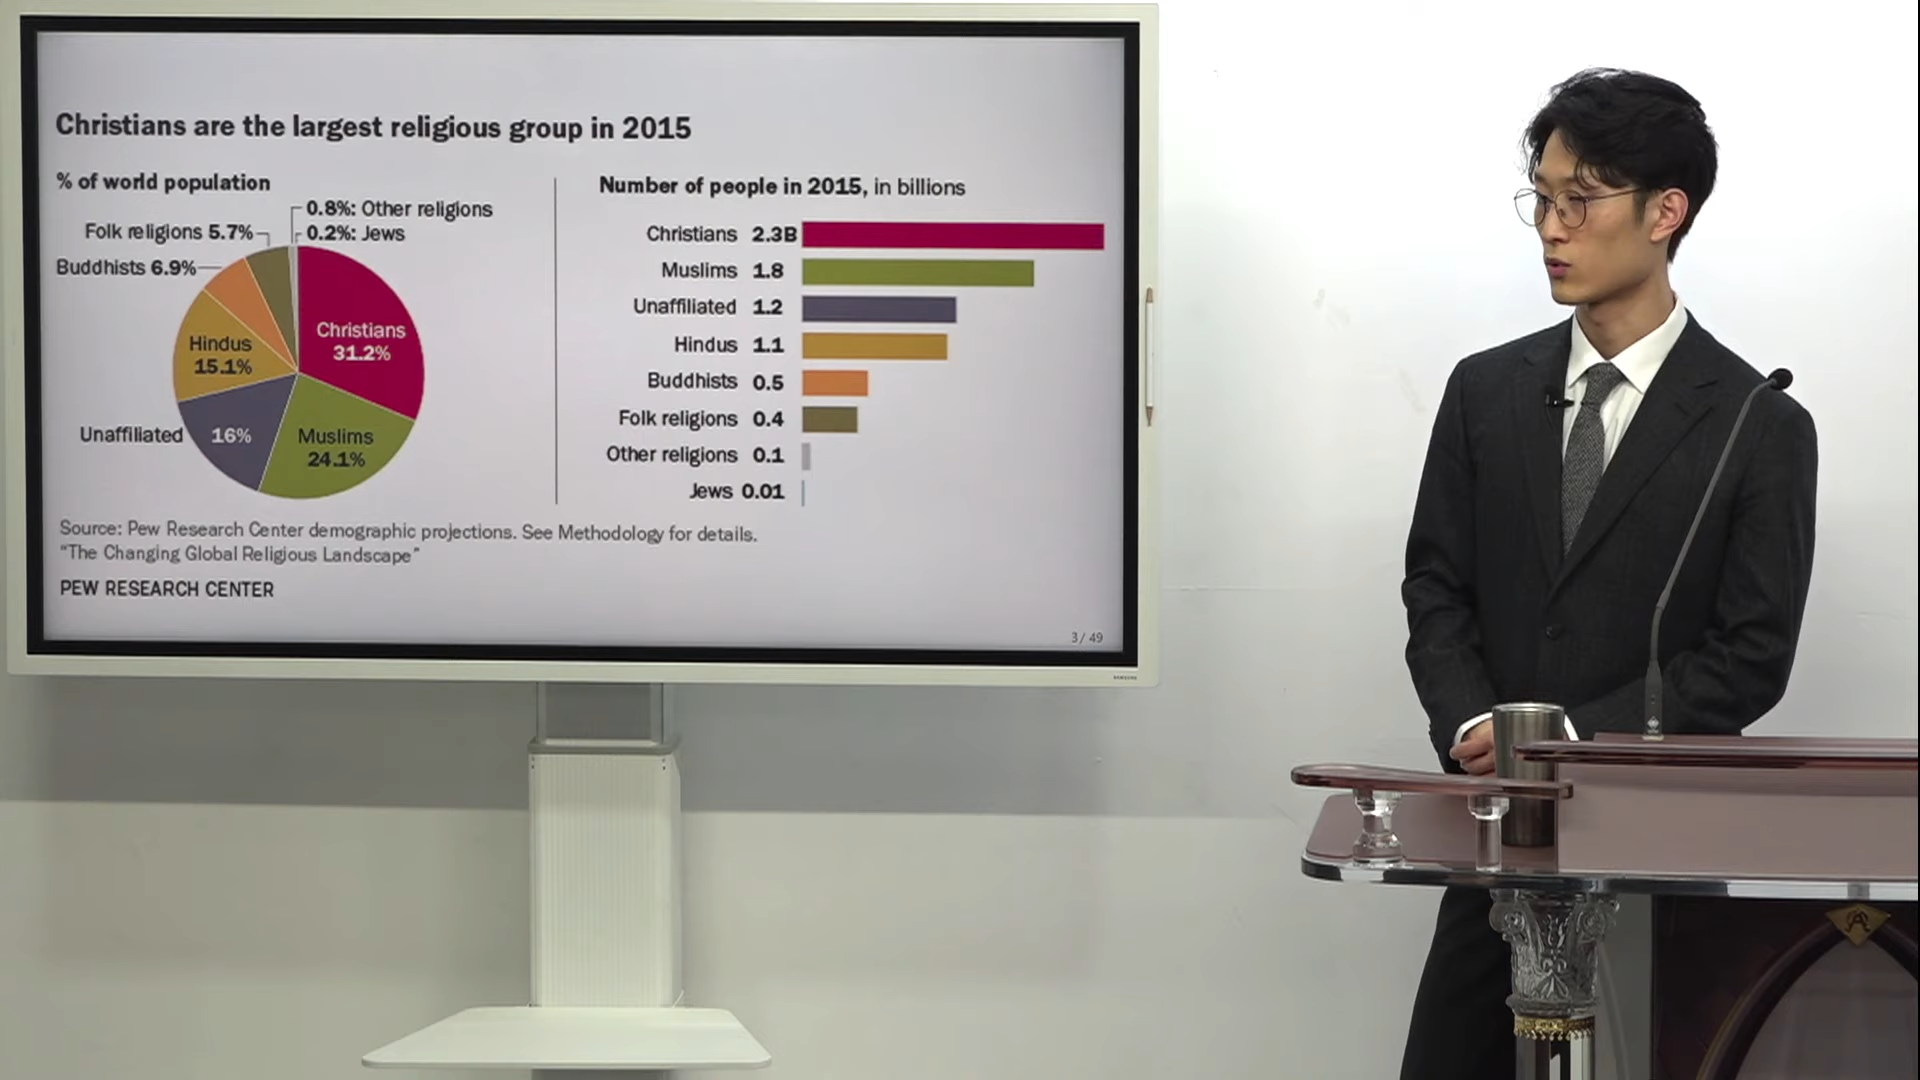 Christians are the largest religious group in 2015
% of world population
0.8%: Other religions
Folk religions 5.7%
0.2%: Jews
Buddhists 6.9%
Christians
31.2%
Hindus
15.1%
Unaffiliated
16%
Muslims
24.1%
Number of people in 2015, in billions
Christians 2.3B
Muslims 1.8
Unaffiliated 1.2
Hindus 1.1
Buddhists 0.5
Folk religions 0.4
Other religions 0.1
Jews 0.01
Source: Pew Research Center demographic projections. See Methodology for details.
“The Changing Global Religious Landscape”
PEW RESEARCH CENTER
3/ 49
SAMSUNG